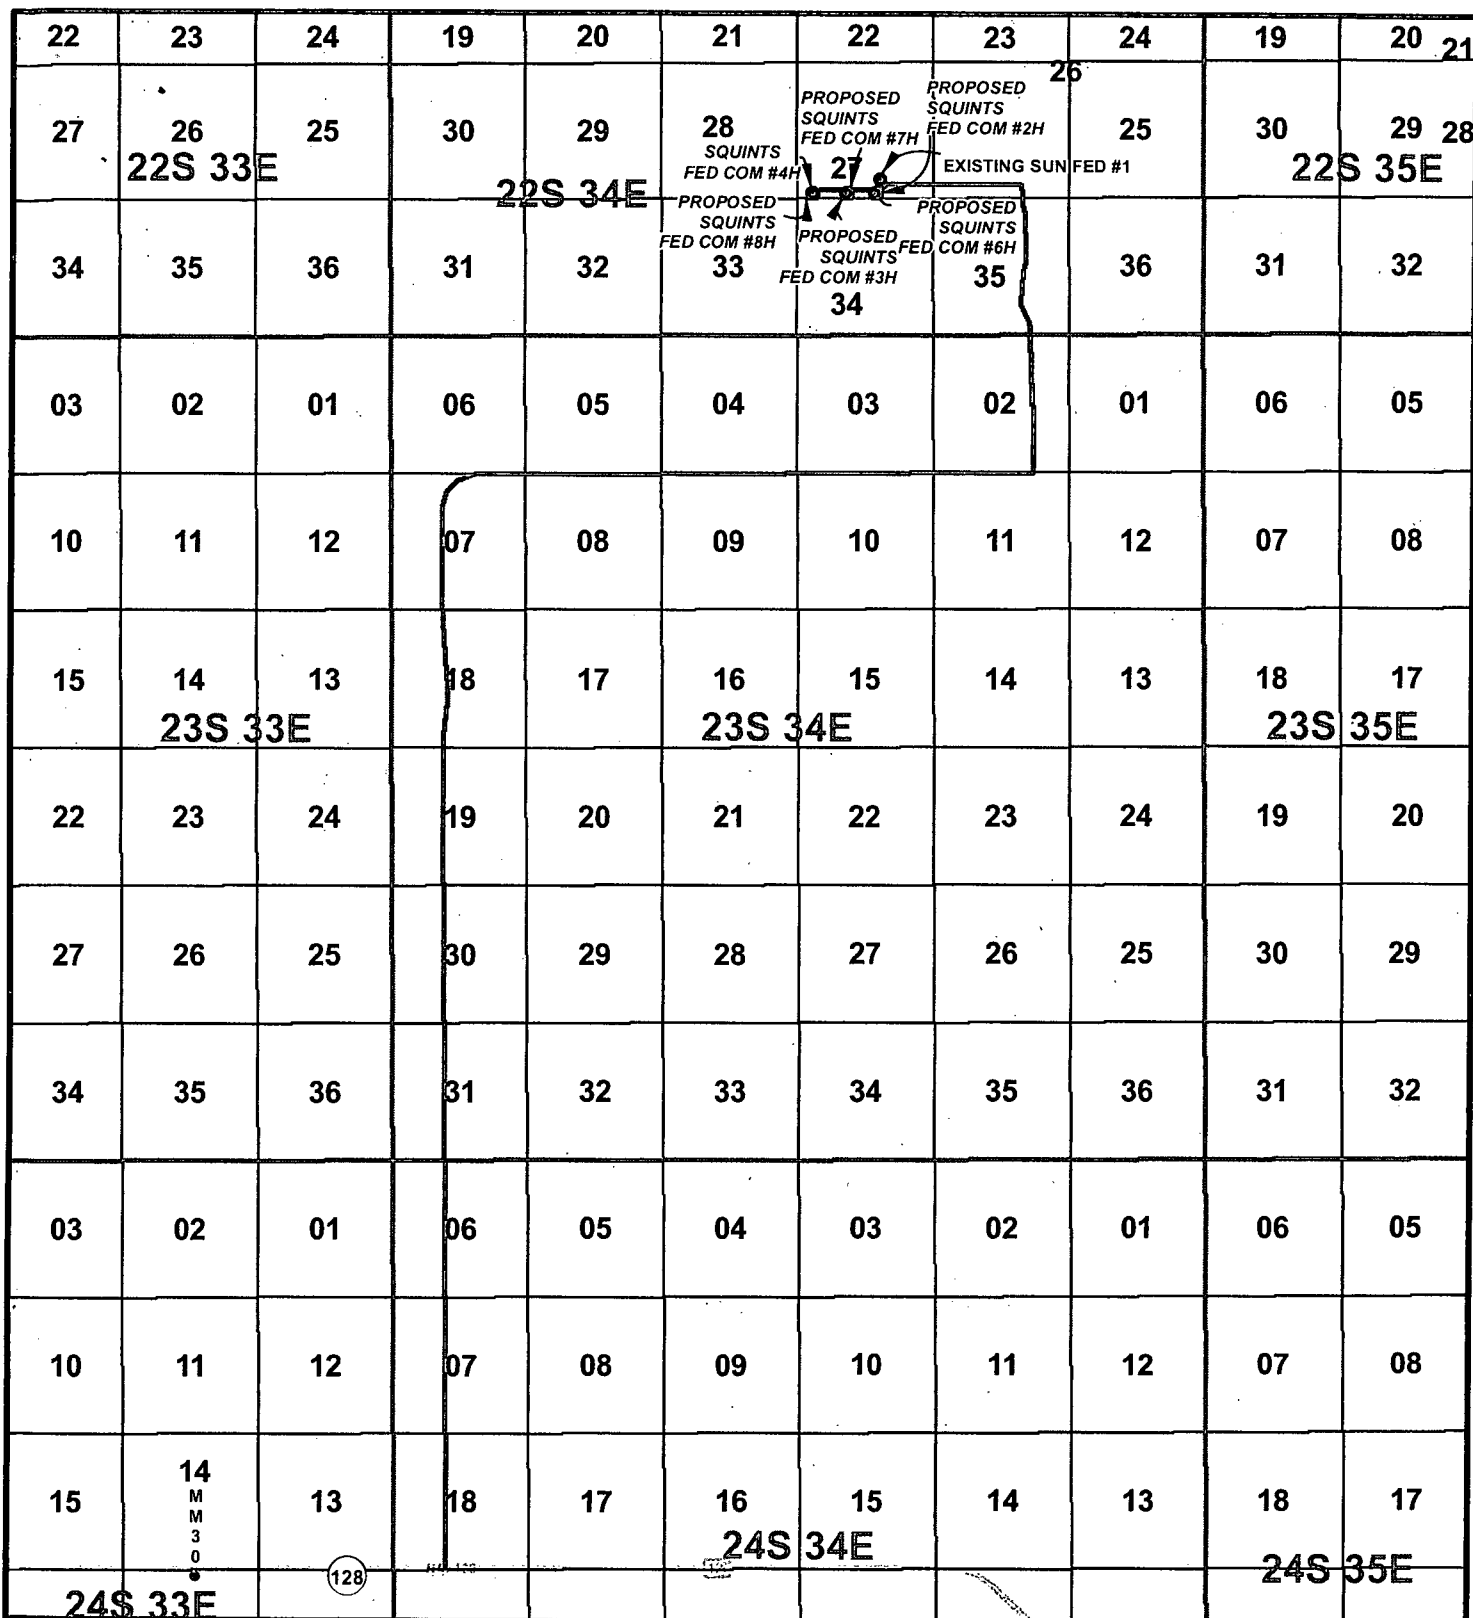 22 23 24 19 20 21 22 23 24 19 20 21
26
27 26 25 30 29 28 25 30 29 28
PROPOSED
SQUINTS
FED COM #7H
PROPOSED
SQUINTS
FED COM #2H
SQUINTS
FED COM #4H
27
EXISTING SUN FED #1
22S 33E
22S 34E
22S 35E
PROPOSED
SQUINTS
FED COM #8H
PROPOSED
SQUINTS
FED COM #3H
PROPOSED
SQUINTS
FED COM #6H
34 35 36 31 32 33 34 35 36 31 32
03 02 01 06 05 04 03 02 01 06 05
10 11 12 07 08 09 10 11 12 07 08
15 14 13 18 17 16 15 14 13 18 17
23S 33E
23S 34E
23S 35E
22 23 24 19 20 21 22 23 24 19 20
27 26 25 30 29 28 27 26 25 30 29
34 35 36 31 32 33 34 35 36 31 32
03 02 01 06 05 04 03 02 01 06 05
10 11 12 07 08 09 10 11 12 07 08
15 14 13 18 17 16 15 14 13 18 17
M
M
3
0
24S 34E
24S 35E
128
24S 33E